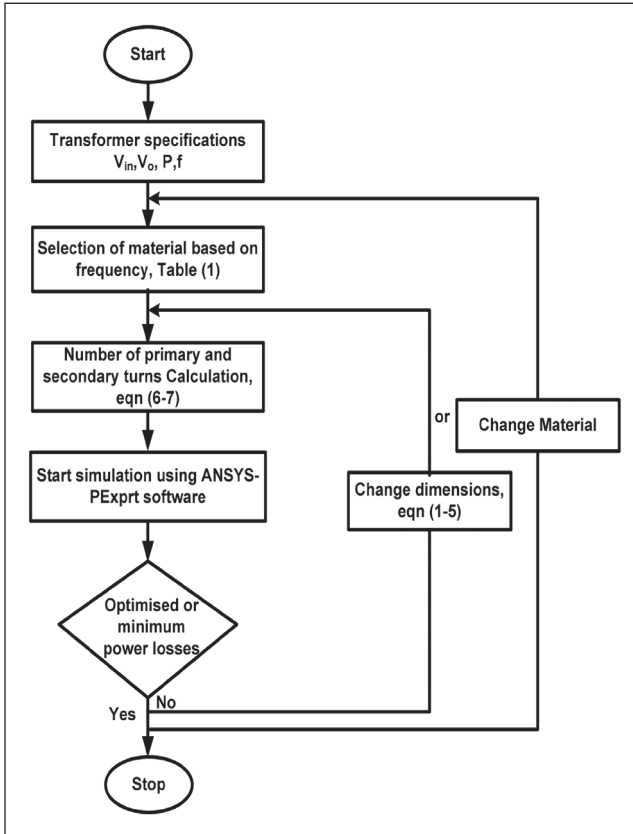 Start
Transformer specifications
Vin,Vo, P,f
Selection of material based on
frequency, Table (1)
Number of primary and
secondary turns Calculation,
eqn (6-7)
or
Change Material
Start simulation using ANSYS-
PExprt software
Change dimensions,
eqn (1-5)
Optimised or
minimum
power losses
No
Yes
Stop